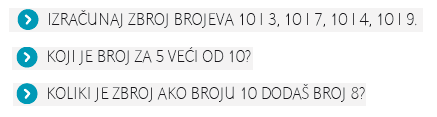 IZRAČUNAJ ZBROJ BROJEVA 10 I 3, 10 I 7, 10 I 4, 10 I 9.
KOJI JE BROJ ZA 5 VEĆI OD 10?
KOLIKI JE ZBROJ AKO BROJU 10 DODAŠ BROJ 8?